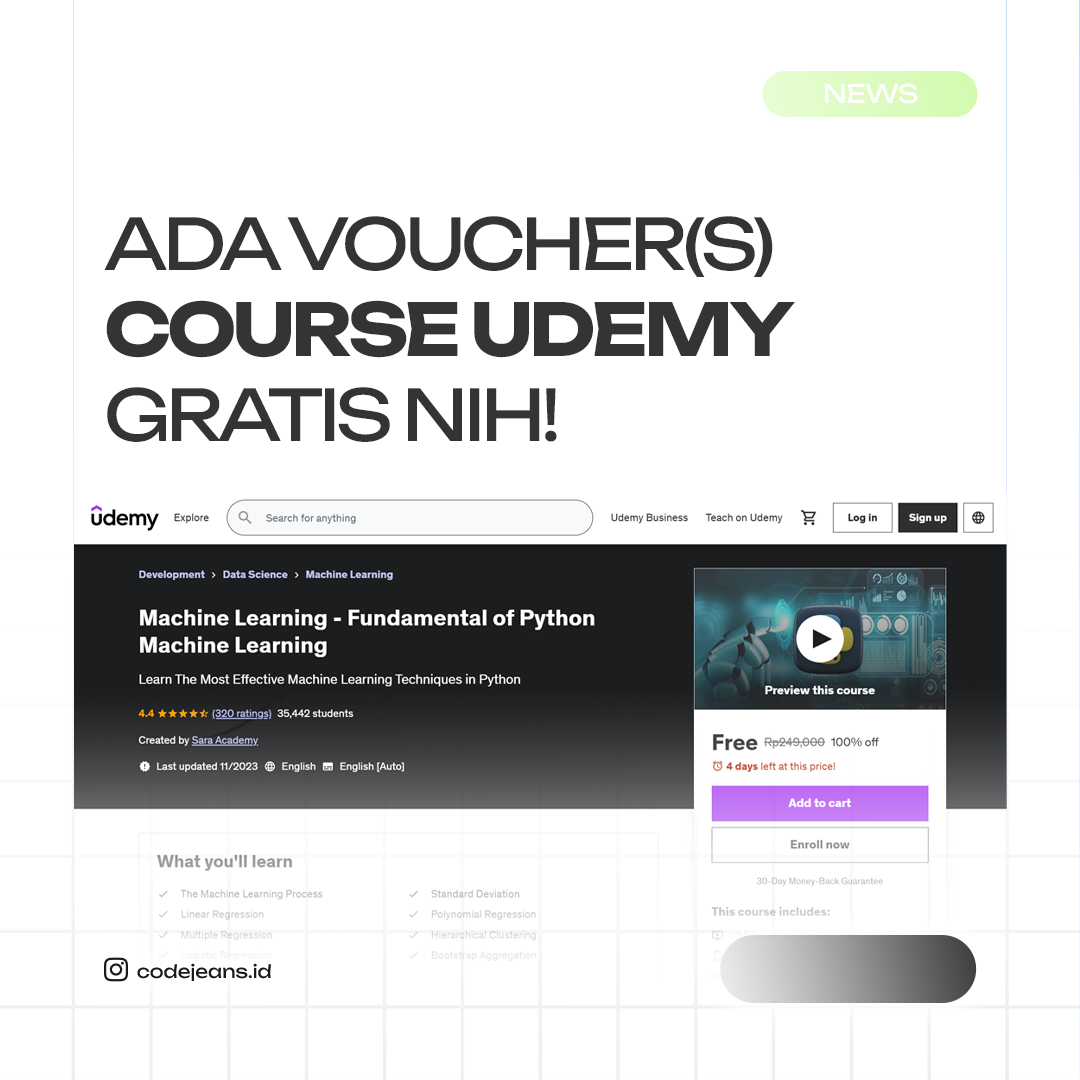 NEWS
ADA VOUCHER(S)
COURSE UDEMY
GRATIS NIH!
udemy
Explore
Search for anything
Udemy Business
Teach on Udemy
Log in
Sign up
Development > Data Science > Machine Learning
Machine Learning - Fundamental of Python
Machine Learning
Learn The Most Effective Machine Learning Techniques in Python
4.4 (320 ratings) 35,442 students
Created by Sara Academy
Last updated 11/2023 English English [Auto]
Preview this course
Free Rp249,000 100% off
4 days left at this price!
Add to cart
Enroll now
30-Day Money-Back Guarantee
This course includes:
What you'll learn
The Machine Learning Process
Linear Regression
Multiple Regression
Logistic Regression
Standard Deviation
Polynomial Regression
Hierarchical Clustering
Bootstrap Aggregation
codejeans.id